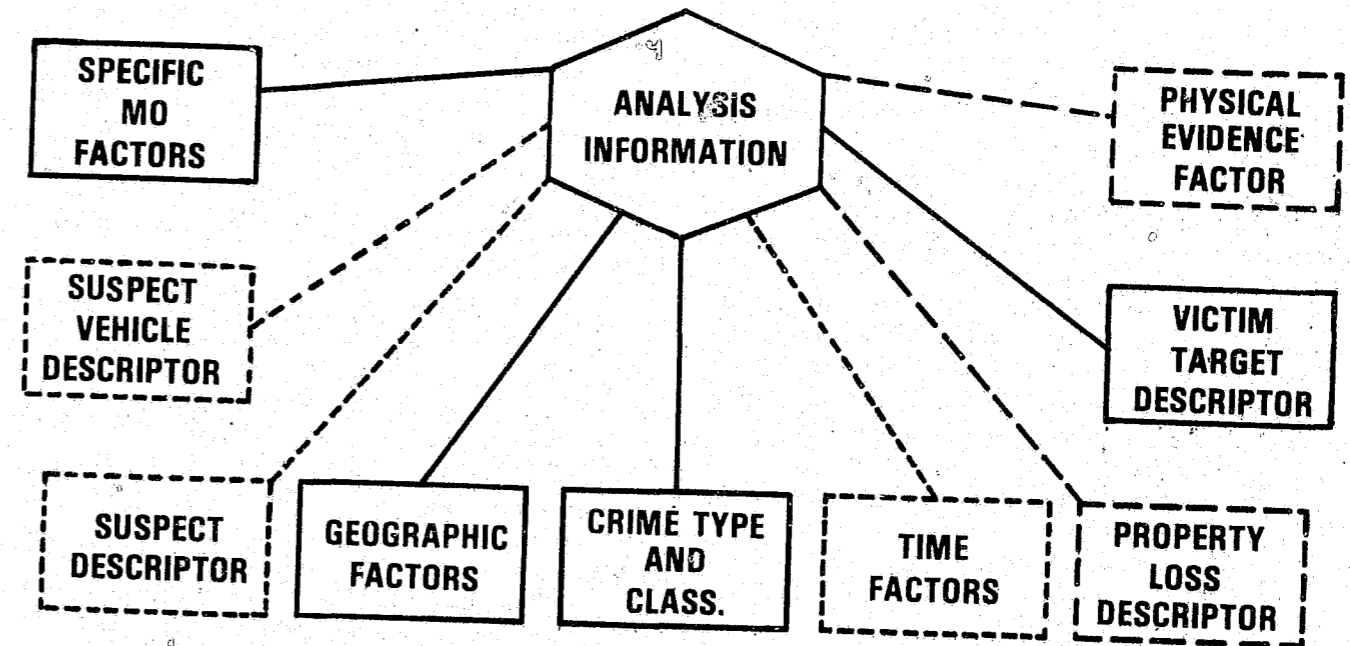 SPECIFIC
MO
FACTORS
ANALYSIS
INFORMATION
PHYSICAL
EVIDENCE
FACTOR
SUSPECT
VEHICLE
DESCRIPTOR
VICTIM
TARGET
DESCRIPTOR
SUSPECT
DESCRIPTOR
GEOGRAPHIC
FACTORS
CRIME TYPE
AND
CLASS.
TIME
FACTORS
PROPERTY
LOSS
DESCRIPTOR